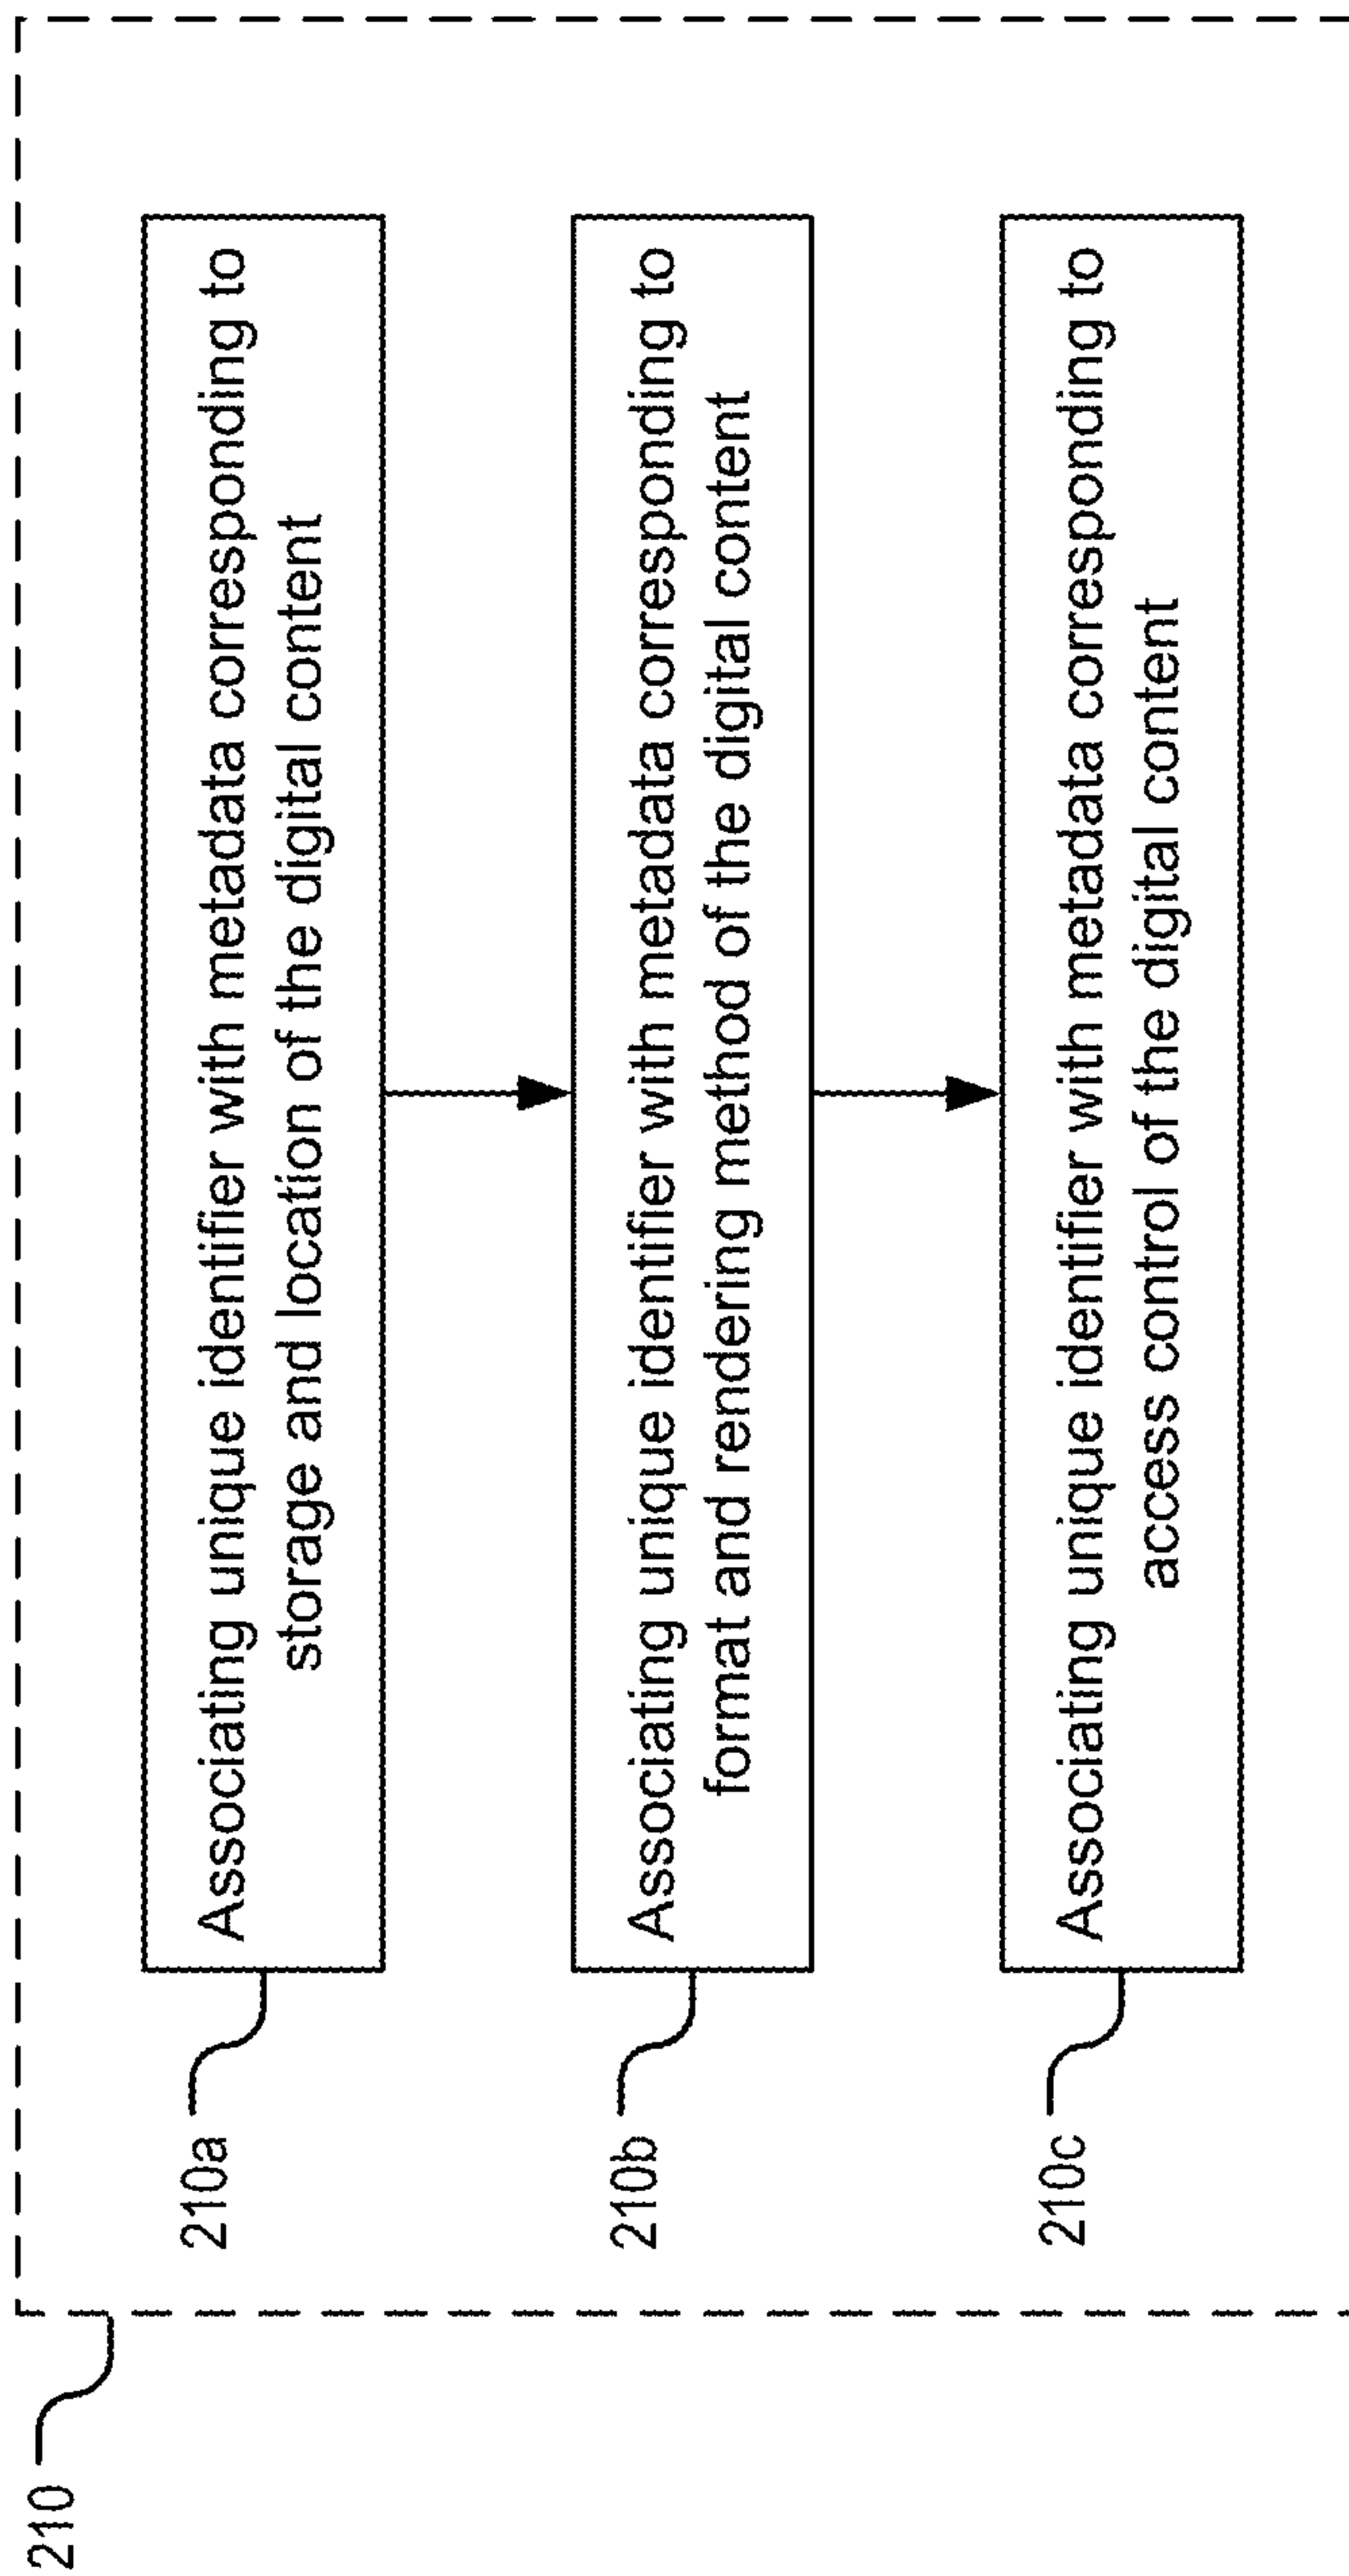 210
210a
Associating unique identifier with metadata corresponding to
storage and location of the digital content
210b
Associating unique identifier with metadata corresponding to
format and rendering method of the digital content
210c
Associating unique identifier with metadata corresponding to
access control of the digital content